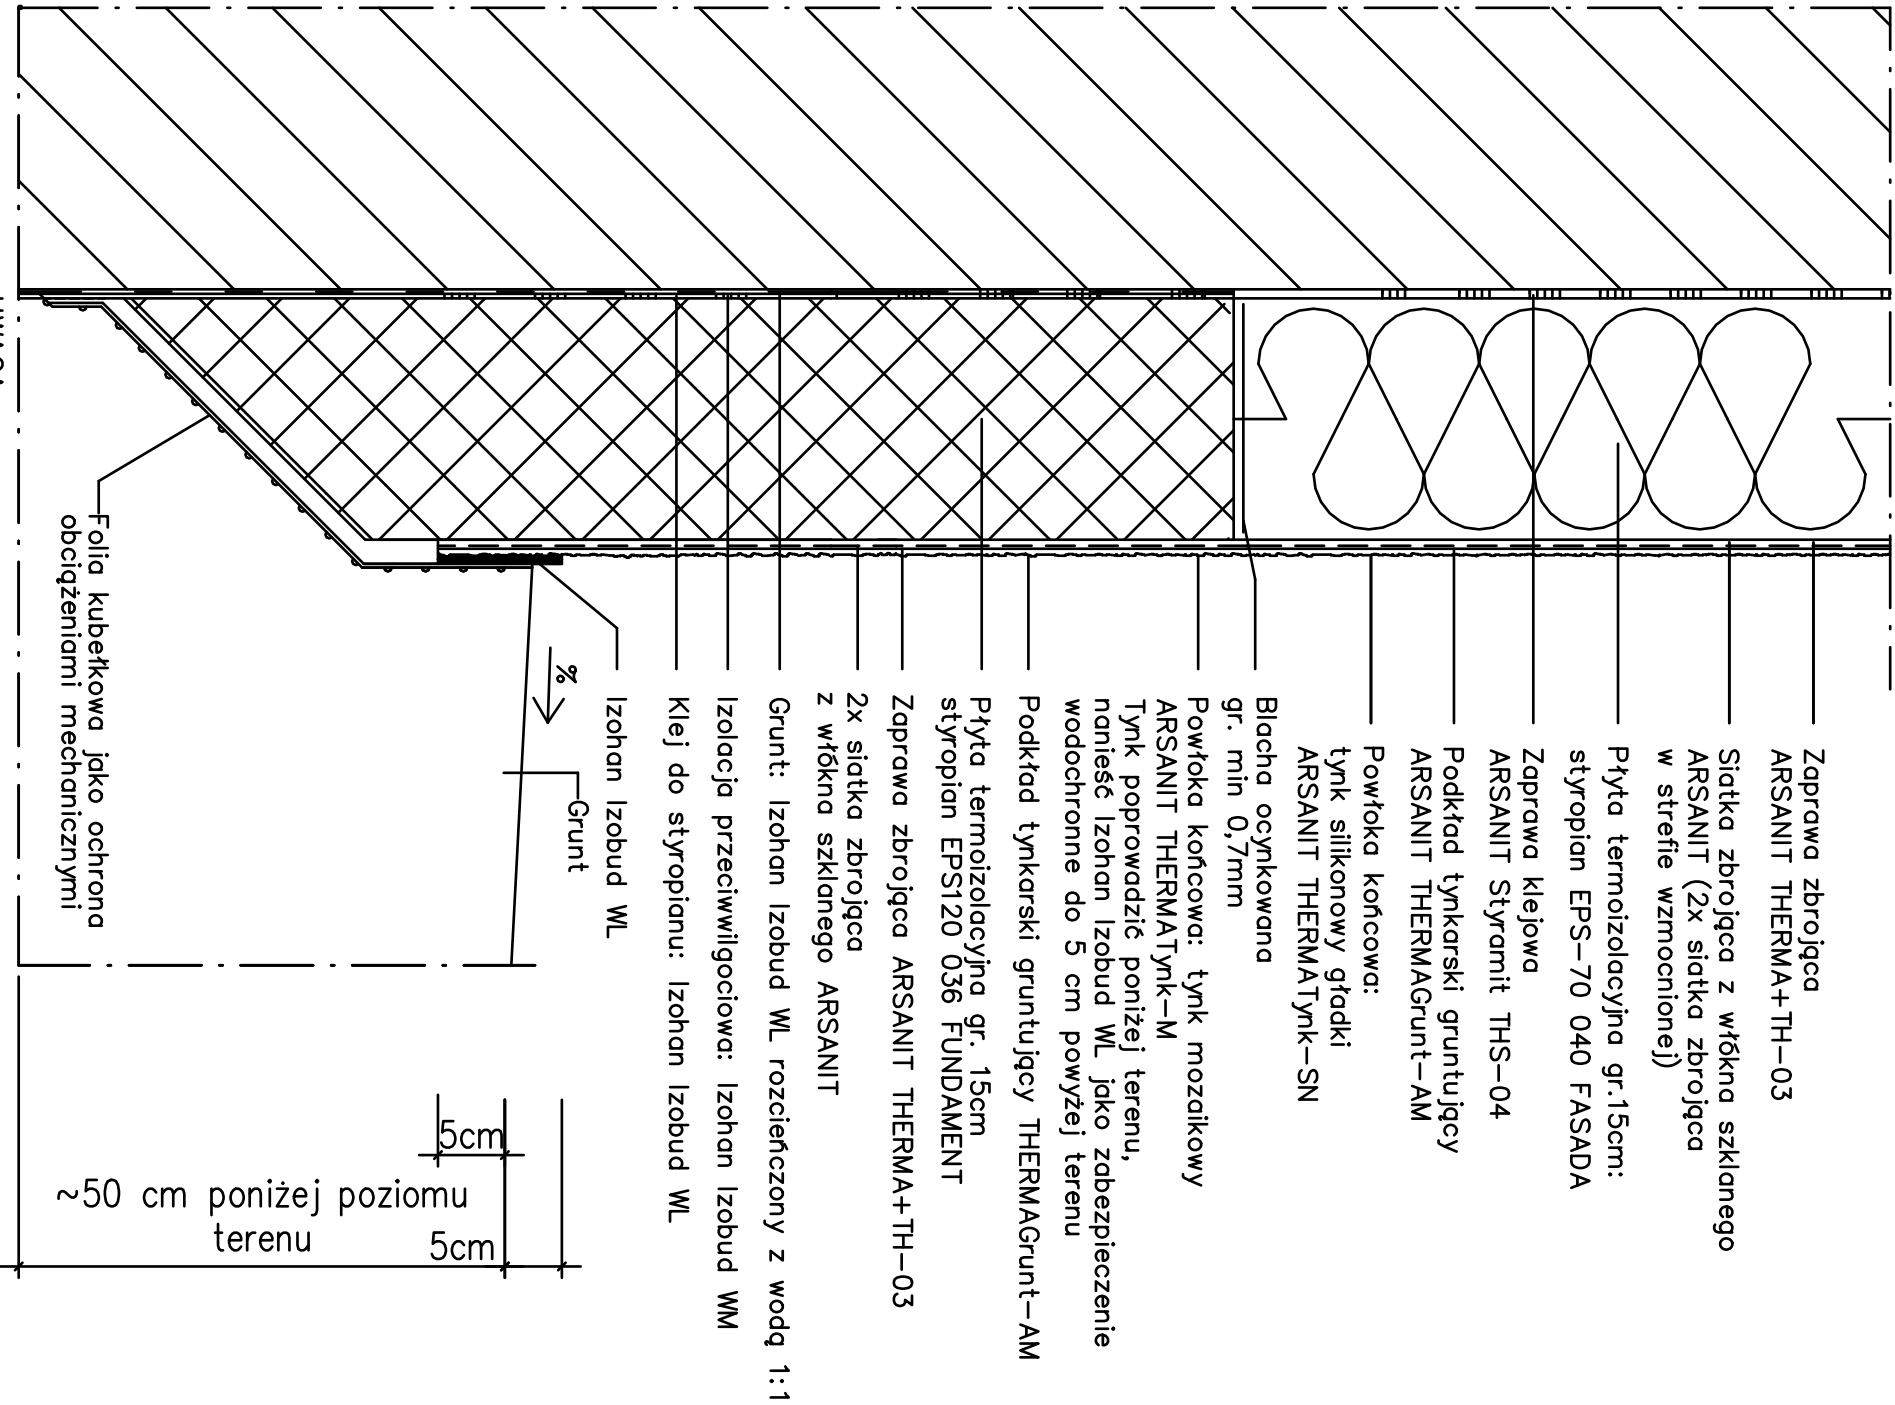 Zaprawa zbrojąca
ARSANIT THERMA+TH-03
Siatka zbrojąca z włókna szklanego
ARSANIT (2x siatka zbrojąca
w strefie wzmocnionej)
Płyta termoizolacyjna gr.15cm:
styropian EPS-70 040 FASADA
Zaprawa klejowa
ARSANIT Styramit THS-04
Podkład tynkarski gruntujący
ARSANIT THERMAGrunt-AM
Powłoka końcowa:
tynk silikonowy gładki
ARSANIT THERMATynk-SN
Blacha ocynkowana
gr. min 0,7mm
Powłoka końcowa: tynk mozaikowy
ARSANIT THERMATynk-M
Tynk poprowadzić poniżej terenu,
nanieść Izohan Izobud WL jako zabezpieczenie
wodochronne do 5 cm powyżej terenu
Podkład tynkarski gruntujący THERMAGrunt-AM
Płyta termoizolacyjna gr. 15cm
styropian EPS120 036 FUNDAMENT
Zaprawa zbrojąca ARSANIT THERMA+TH-03
2x siatka zbrojąca
z włókna szklanego ARSANIT
Grunt: Izohan Izobud WL rozcieńczony z wodą 1:1
Izolacja przeciwwilgociowa: Izohan Izobud WM
Klej do styropianu: Izohan Izobud WL
Izohan Izobud WL
%
Grunt
Folia kubełkowa jako ochrona
obciążeniami mechanicznymi
5cm
~50 cm poniżej poziomu
terenu
5cm